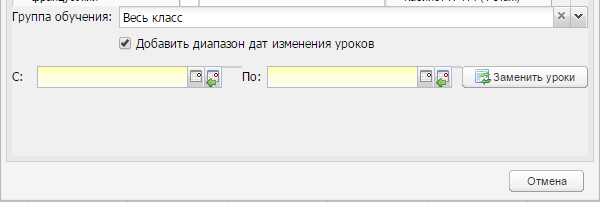 Группа обучения: Весь класс
Добавить диапазон дат изменения уроков
С: По: Заменить уроки
Отмена